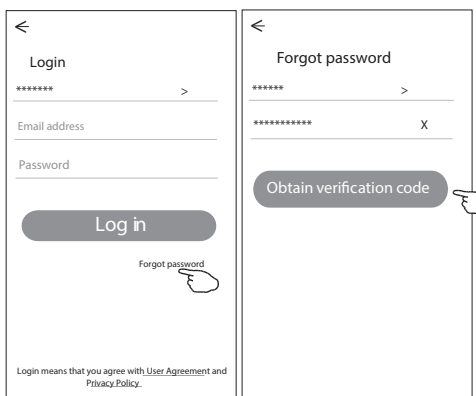 Login
******* >
Email address
Password
Log in
Forgot password
Login means that you agree with User Agreement and
Privacy Policy
Forgot password
****** >
*********** X
Obtain verification code